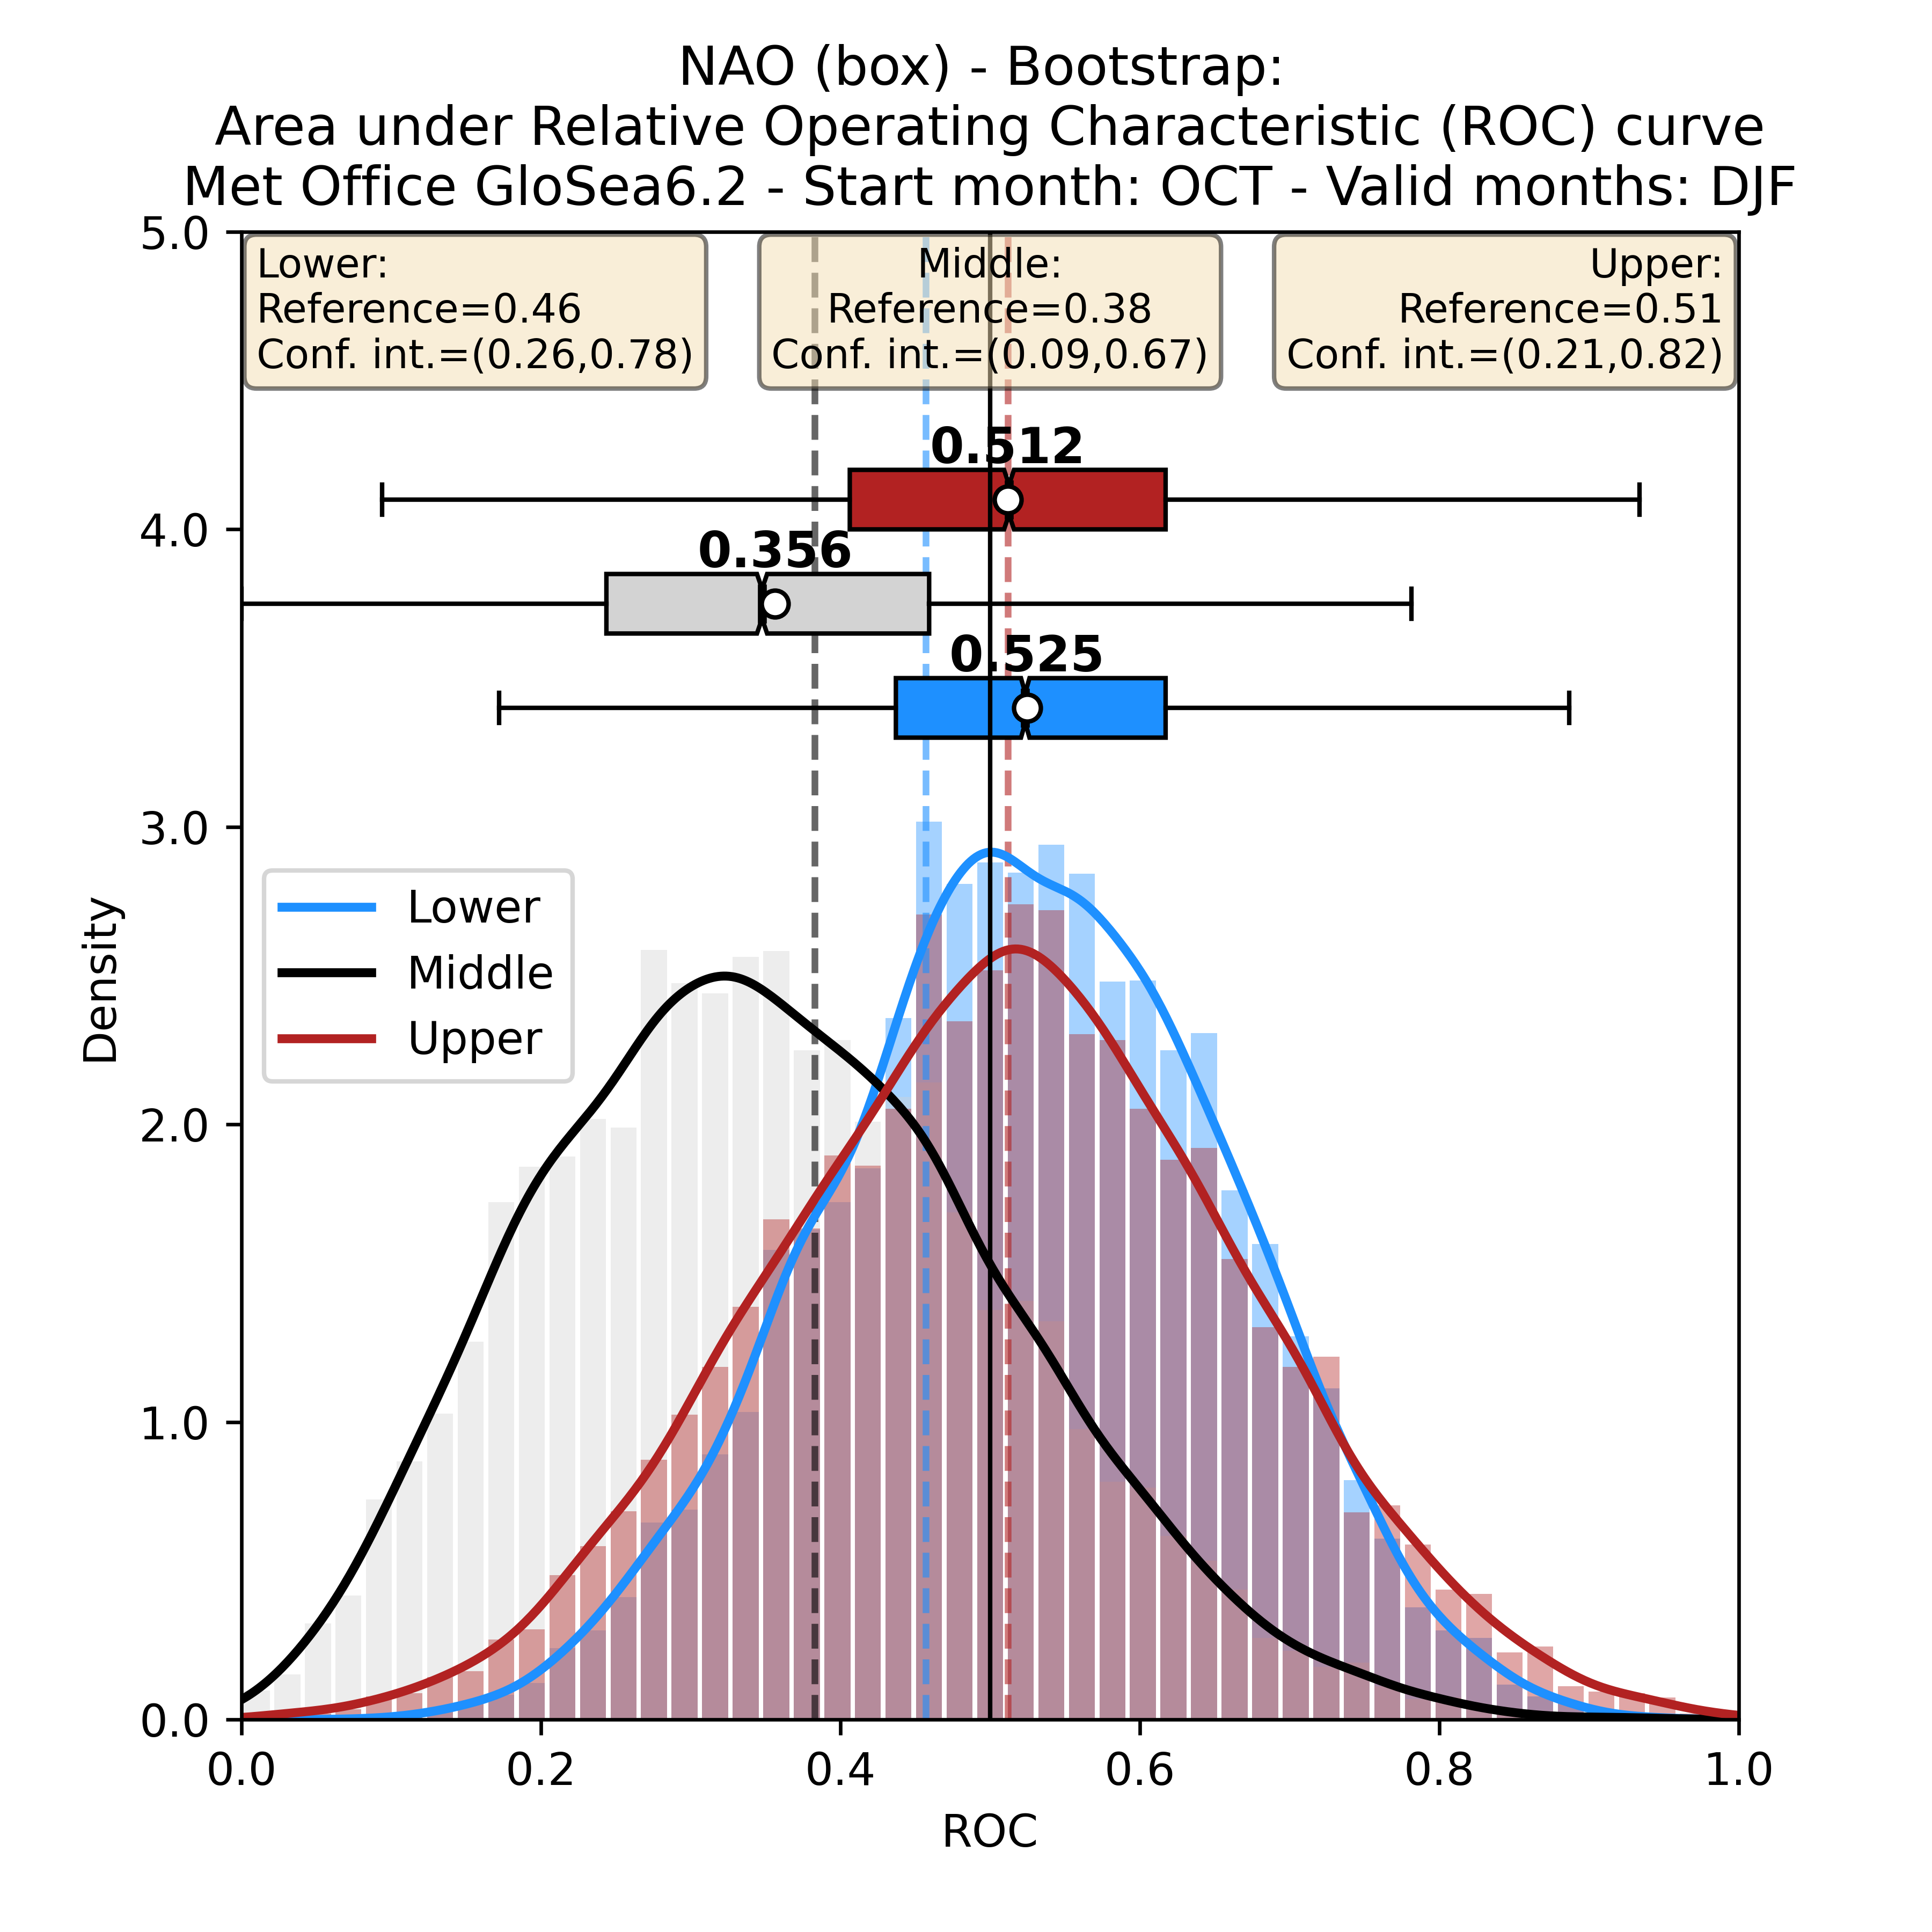 NAO (box) - Bootstrap:
Area under Relative Operating Characteristic (ROC) curve
Met Office GloSea6.2 - Start month: OCT - Valid months: DJF
Lower:
Reference=0.46
Conf. int.=(0.26,0.78)
Middle:
Reference=0.38
Conf. int.=(0.09,0.67)
Upper:
Reference=0.51
Conf. int.=(0.21,0.82)
0.512
0.356
0.525
5.0
4.0
3.0
2.0
1.0
0.0
Density
Lower
Middle
Upper
0.0
0.2
0.4
0.6
0.8
1.0
ROC